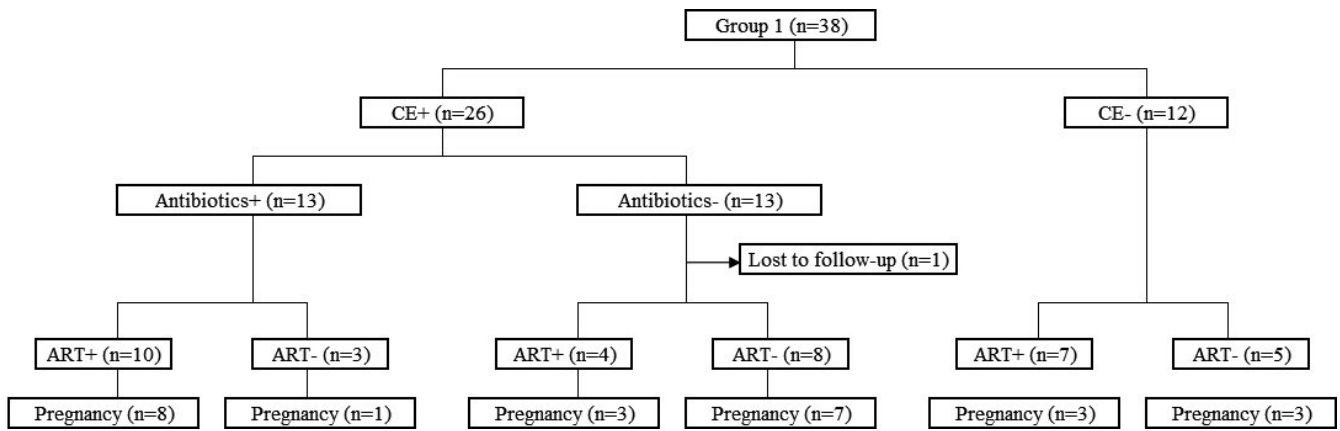 Group 1 (n=38)
CE+ (n=26)
CE- (n=12)
Antibiotics+ (n=13)
Antibiotics- (n=13)
Lost to follow-up (n=1)
ART+ (n=10)
ART- (n=3)
ART+ (n=4)
ART- (n=8)
ART+ (n=7)
ART- (n=5)
Pregnancy (n=8)
Pregnancy (n=1)
Pregnancy (n=3)
Pregnancy (n=7)
Pregnancy (n=3)
Pregnancy (n=3)